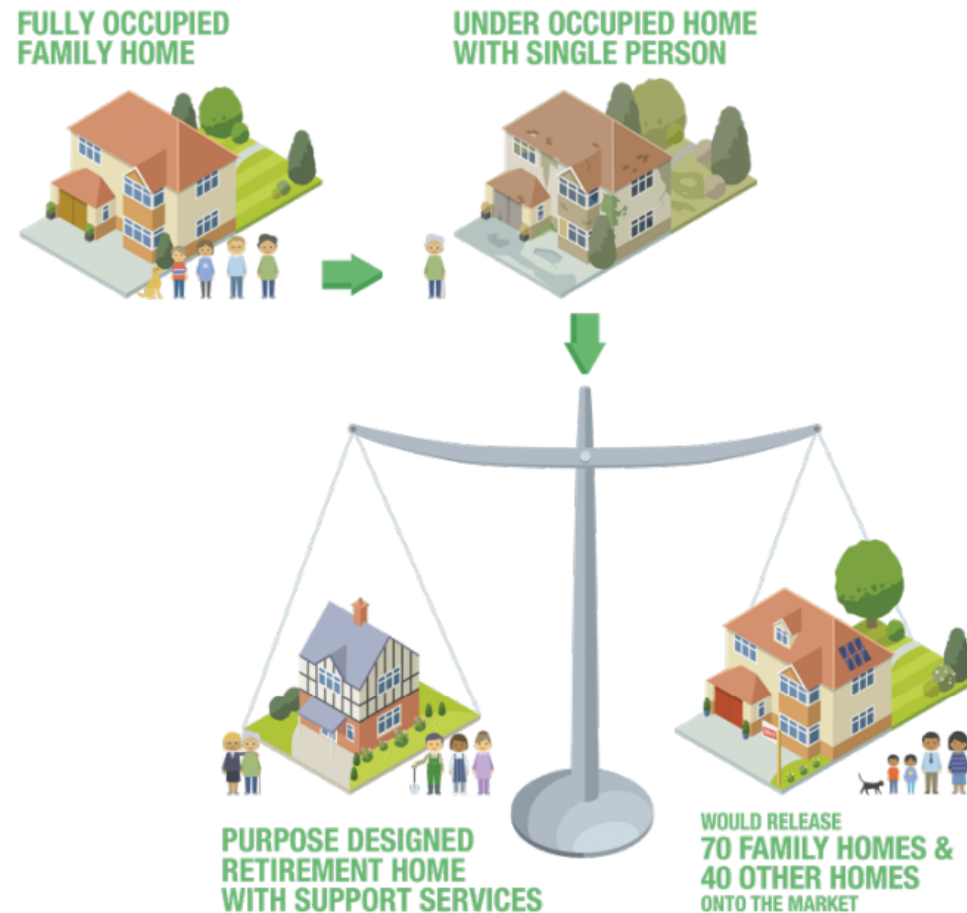 FULLY OCCUPIED
FAMILY HOME
UNDER OCCUPIED HOME
WITH SINGLE PERSON
PURPOSE DESIGNED
RETIREMENT HOME
WITH SUPPORT SERVICES
WOULD RELEASE
70 FAMILY HOMES &
40 OTHER HOMES
ONTO THE MARKET